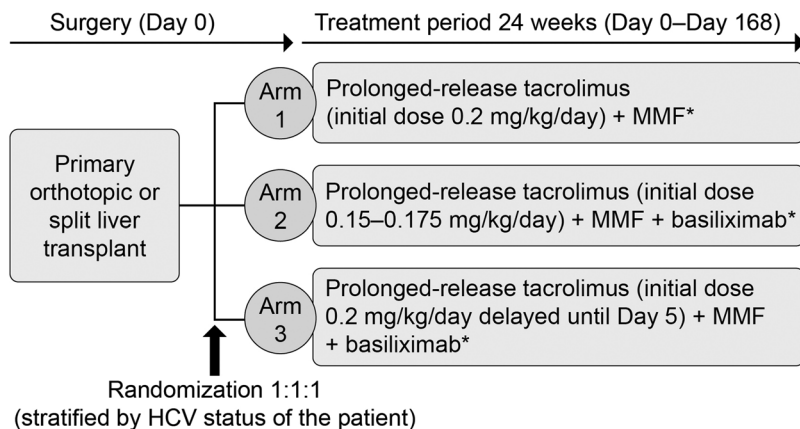 Surgery (Day 0)
Treatment period 24 weeks (Day 0–Day 168)
Primary
orthotopic or
split liver
transplant
Arm
1
Prolonged-release tacrolimus
(initial dose 0.2 mg/kg/day) + MMF*
Arm
2
Prolonged-release tacrolimus (initial dose
0.15–0.175 mg/kg/day) + MMF + basiliximab*
Arm
3
Prolonged-release tacrolimus (initial dose
0.2 mg/kg/day delayed until Day 5) + MMF
+ basiliximab*
Randomization 1:1:1
(stratified by HCV status of the patient)